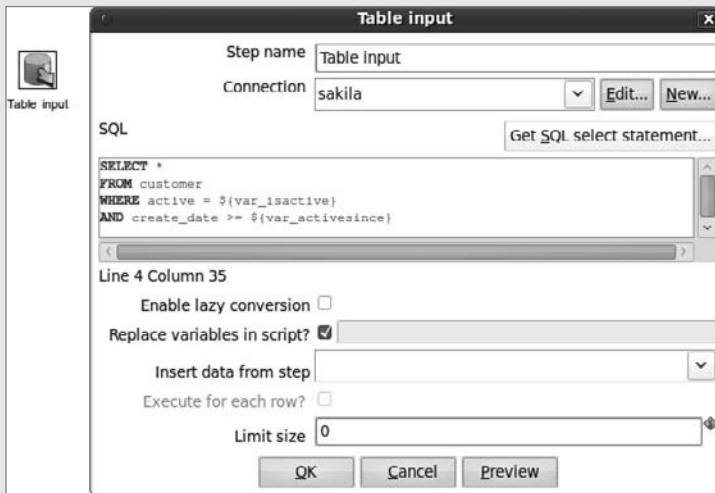 Table input
Table input
Step name Table input
Connection sakila Edit... New...
SQL Get SQL select statement...
SELECT *
FROM customer
WHERE active = ${var_isactive}
AND create_date >= ${var_activesince}
Line 4 Column 35
Enable lazy conversion
Replace variables in script?
Insert data from step
Execute for each row?
Limit size 0
OK Cancel Preview